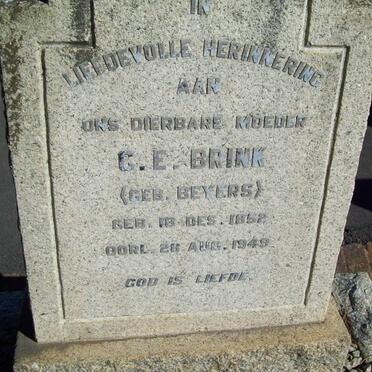 IN
LIEFDEVOLLE HERINNERING
AAN
ONS DIERBARE MOEDER
C. E. BRINK
(GEB. BEYERS)
GEB. 18 DES. 1852
OORL. 28 AUG. 1949
GOD IS LIEFDE.